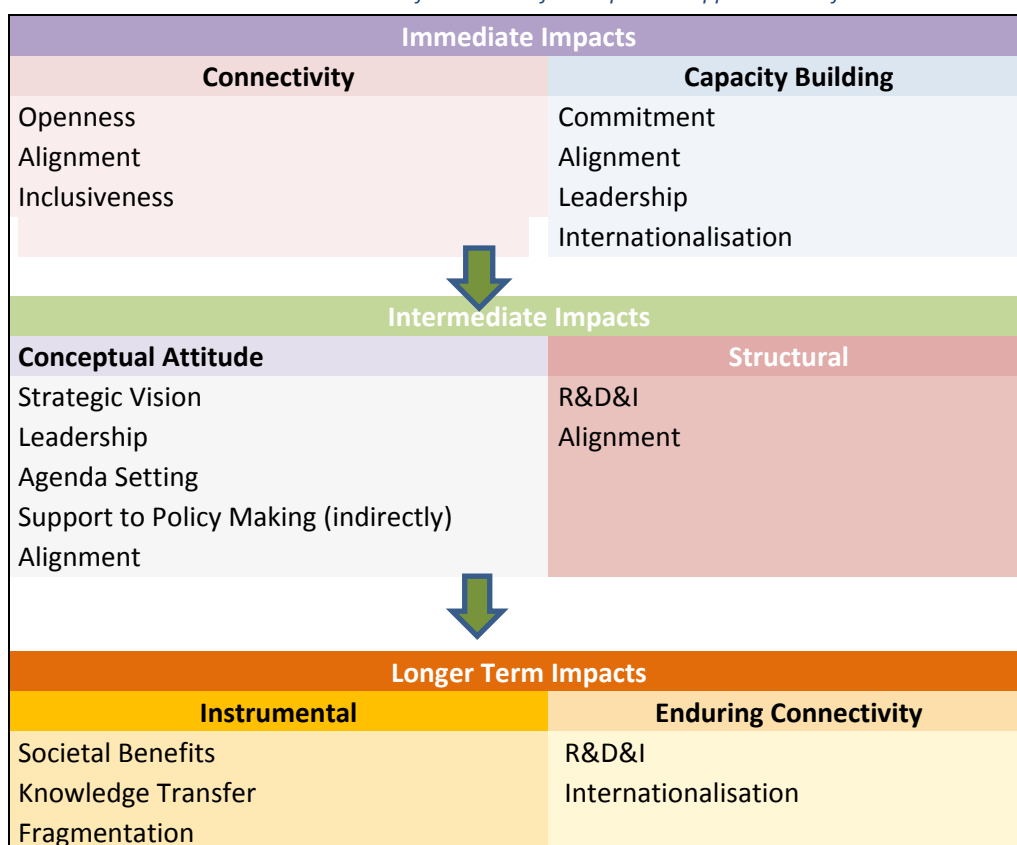 Immediate Impacts
Connectivity
Capacity Building
Openness
Alignment
Inclusiveness
Commitment
Alignment
Leadership
Internationalisation
Intermediate Impacts
Conceptual Attitude
Structural
Strategic Vision
Leadership
Agenda Setting
Support to Policy Making (indirectly)
Alignment
R&D&I
Alignment
Longer Term Impacts
Instrumental
Enduring Connectivity
Societal Benefits
Knowledge Transfer
Fragmentation
R&D&I
Internationalisation